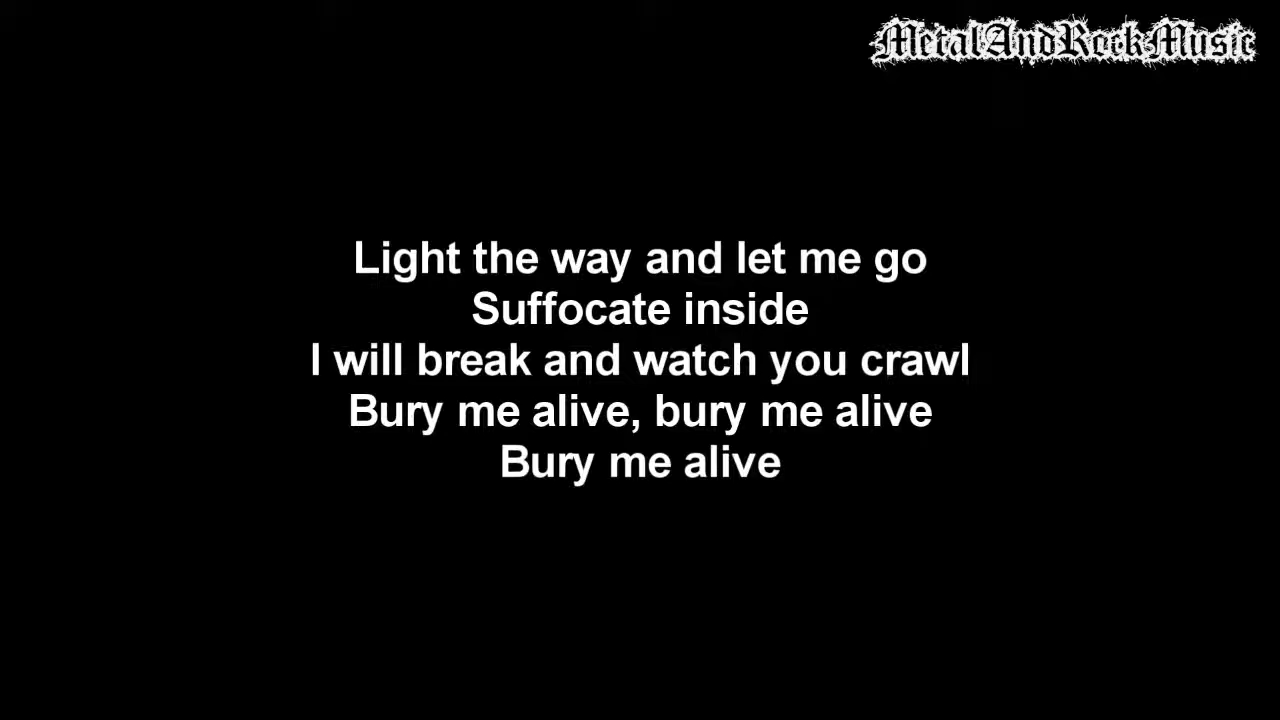 MetalAndRockMusic
Light the way and let me go
Suffocate inside
I will break and watch you crawl
Bury me alive, bury me alive
Bury me alive